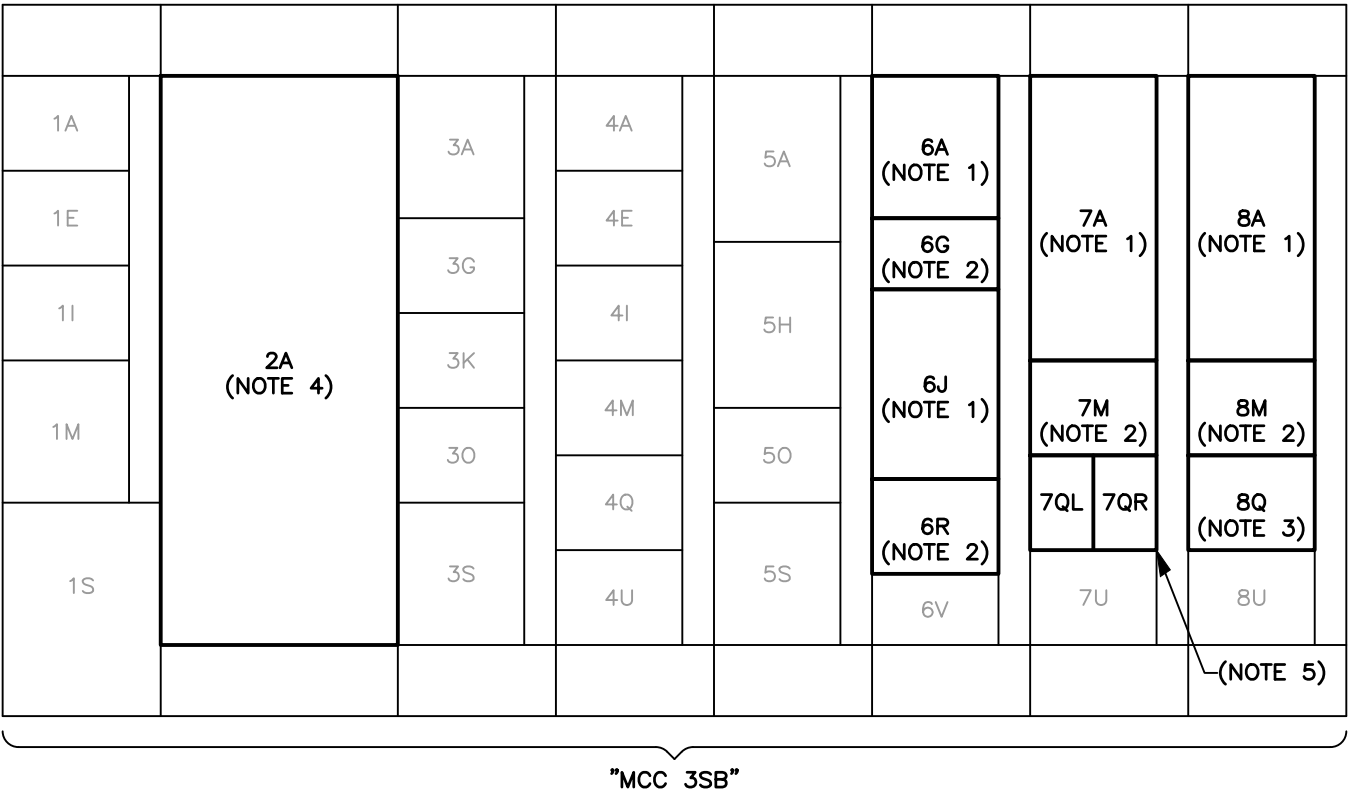 1A
1E
1I
1M
1S
2A
(NOTE 4)
3A
3G
3K
3O
3S
4A
4E
4I
4M
4Q
4U
5A
5H
5O
5S
6A
(NOTE 1)
6G
(NOTE 2)
6J
(NOTE 1)
6R
(NOTE 2)
6V
7A
(NOTE 1)
7M
(NOTE 2)
7QL 7QR
7U
8A
(NOTE 1)
8M
(NOTE 2)
8Q
(NOTE 3)
8U
(NOTE 5)
"MCC 3SB"